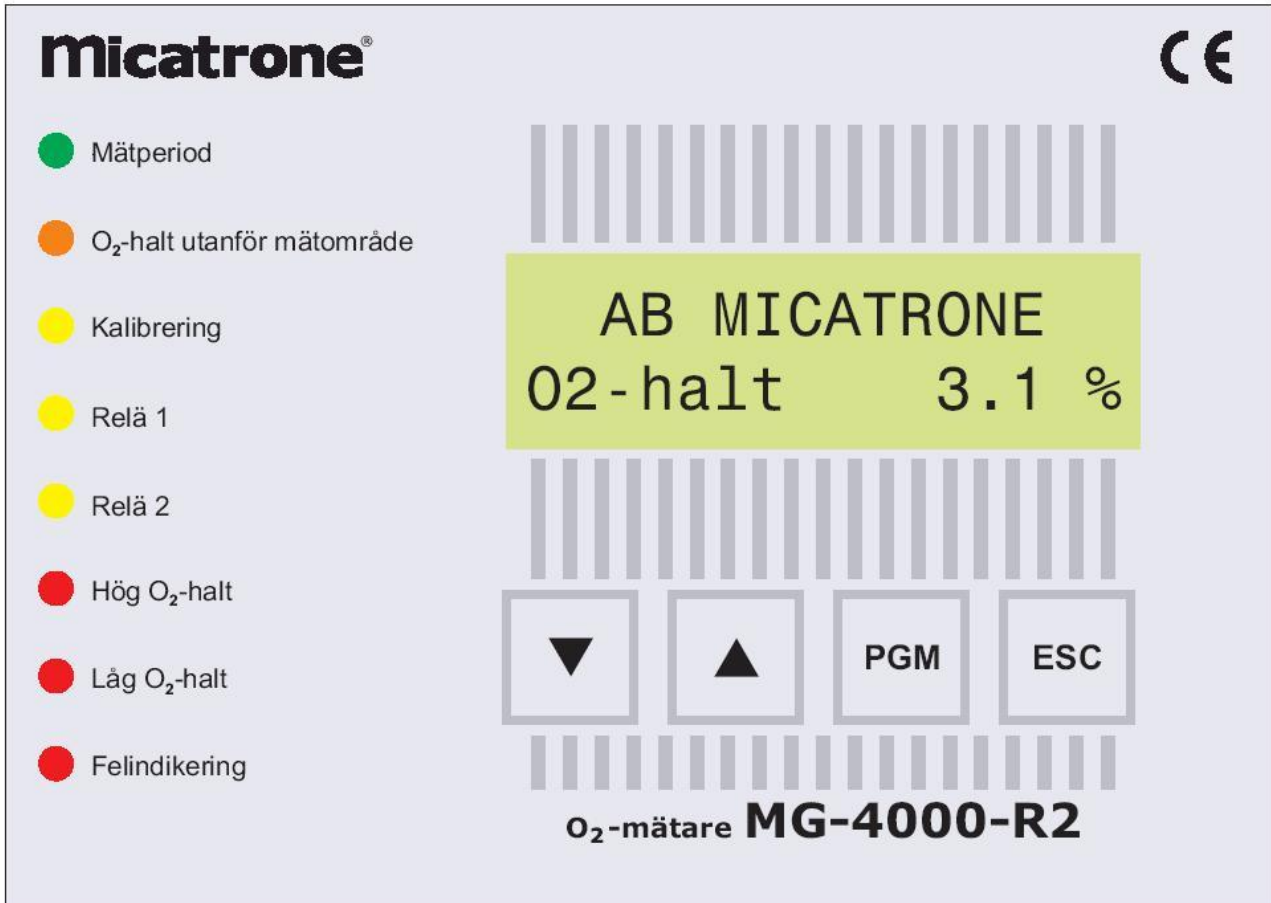 Micatrone®
CE
Mätperiod
O₂-halt utanför mätområde
Kalibrering
Relä 1
Relä 2
Hög O₂-halt
Låg O₂-halt
Felindikering
AB MICATRONE
O2-halt 3.1 %
▼ ▲ PGM ESC
O₂-mätare MG-4000-R2